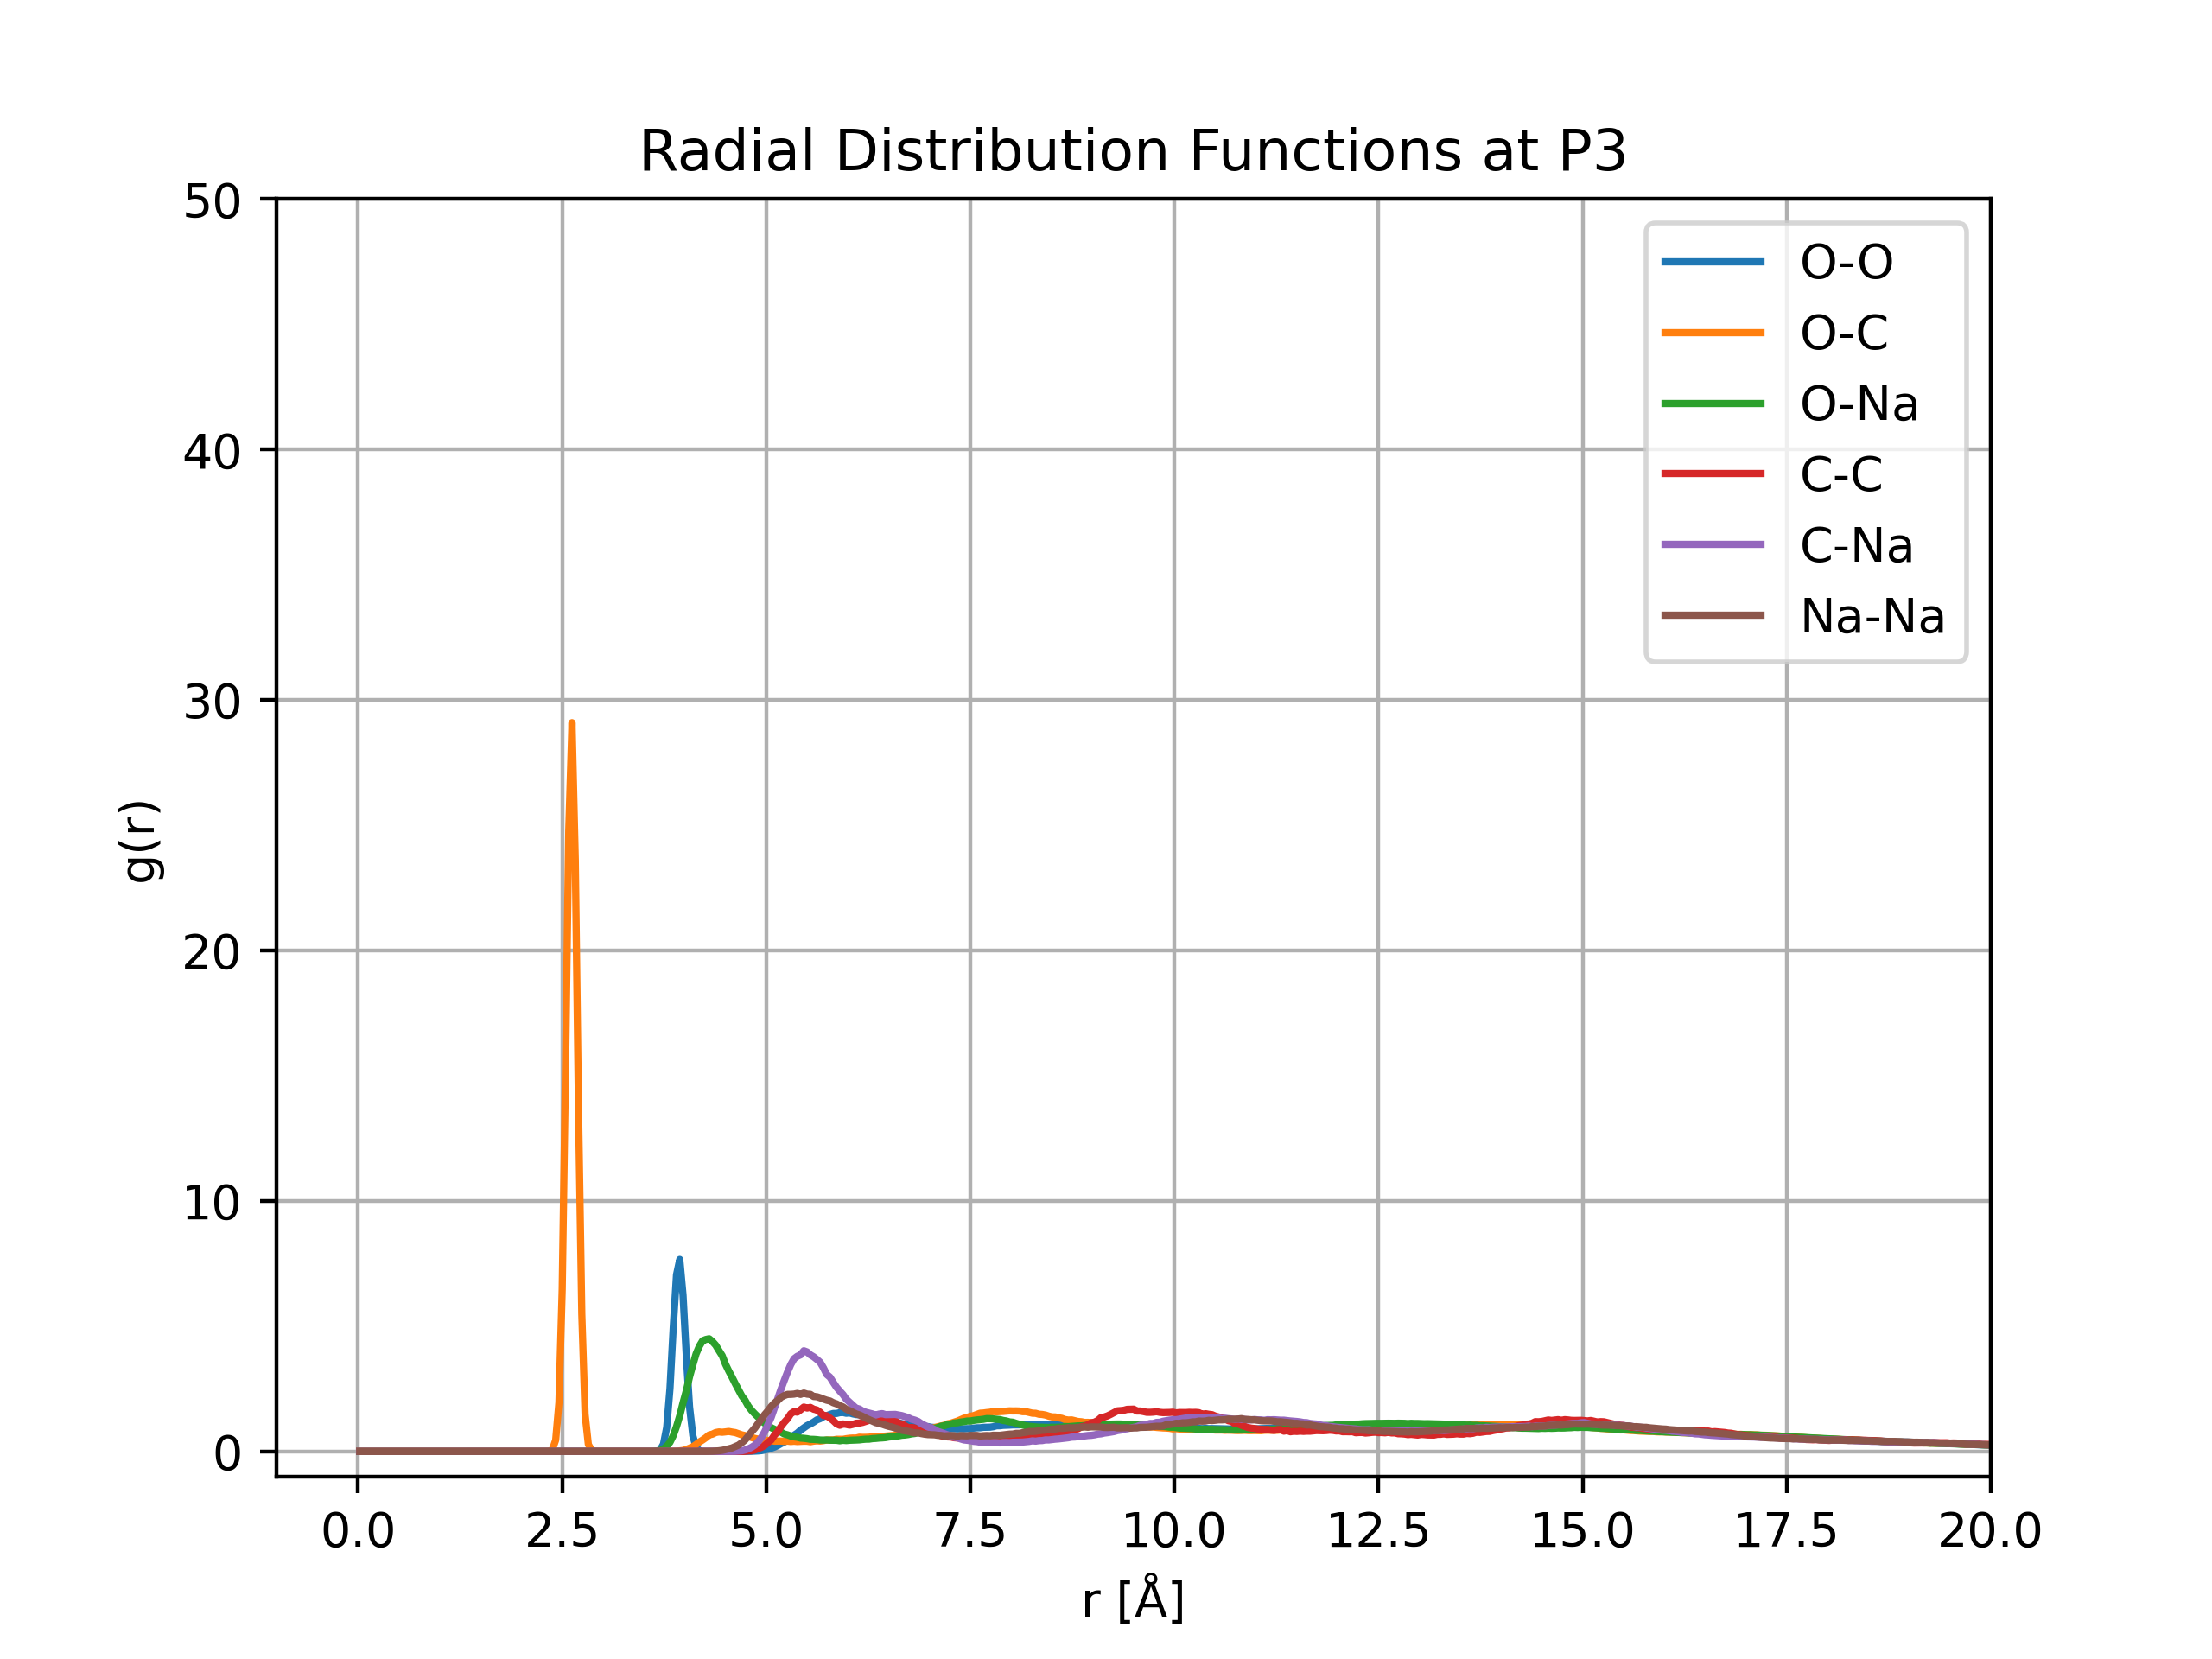 Radial Distribution Functions at P3
50
40
30
20
10
0
g(r)
O-O
O-C
O-Na
C-C
C-Na
Na-Na
0.0 2.5 5.0 7.5 10.0 12.5 15.0 17.5 20.0
r [Å]